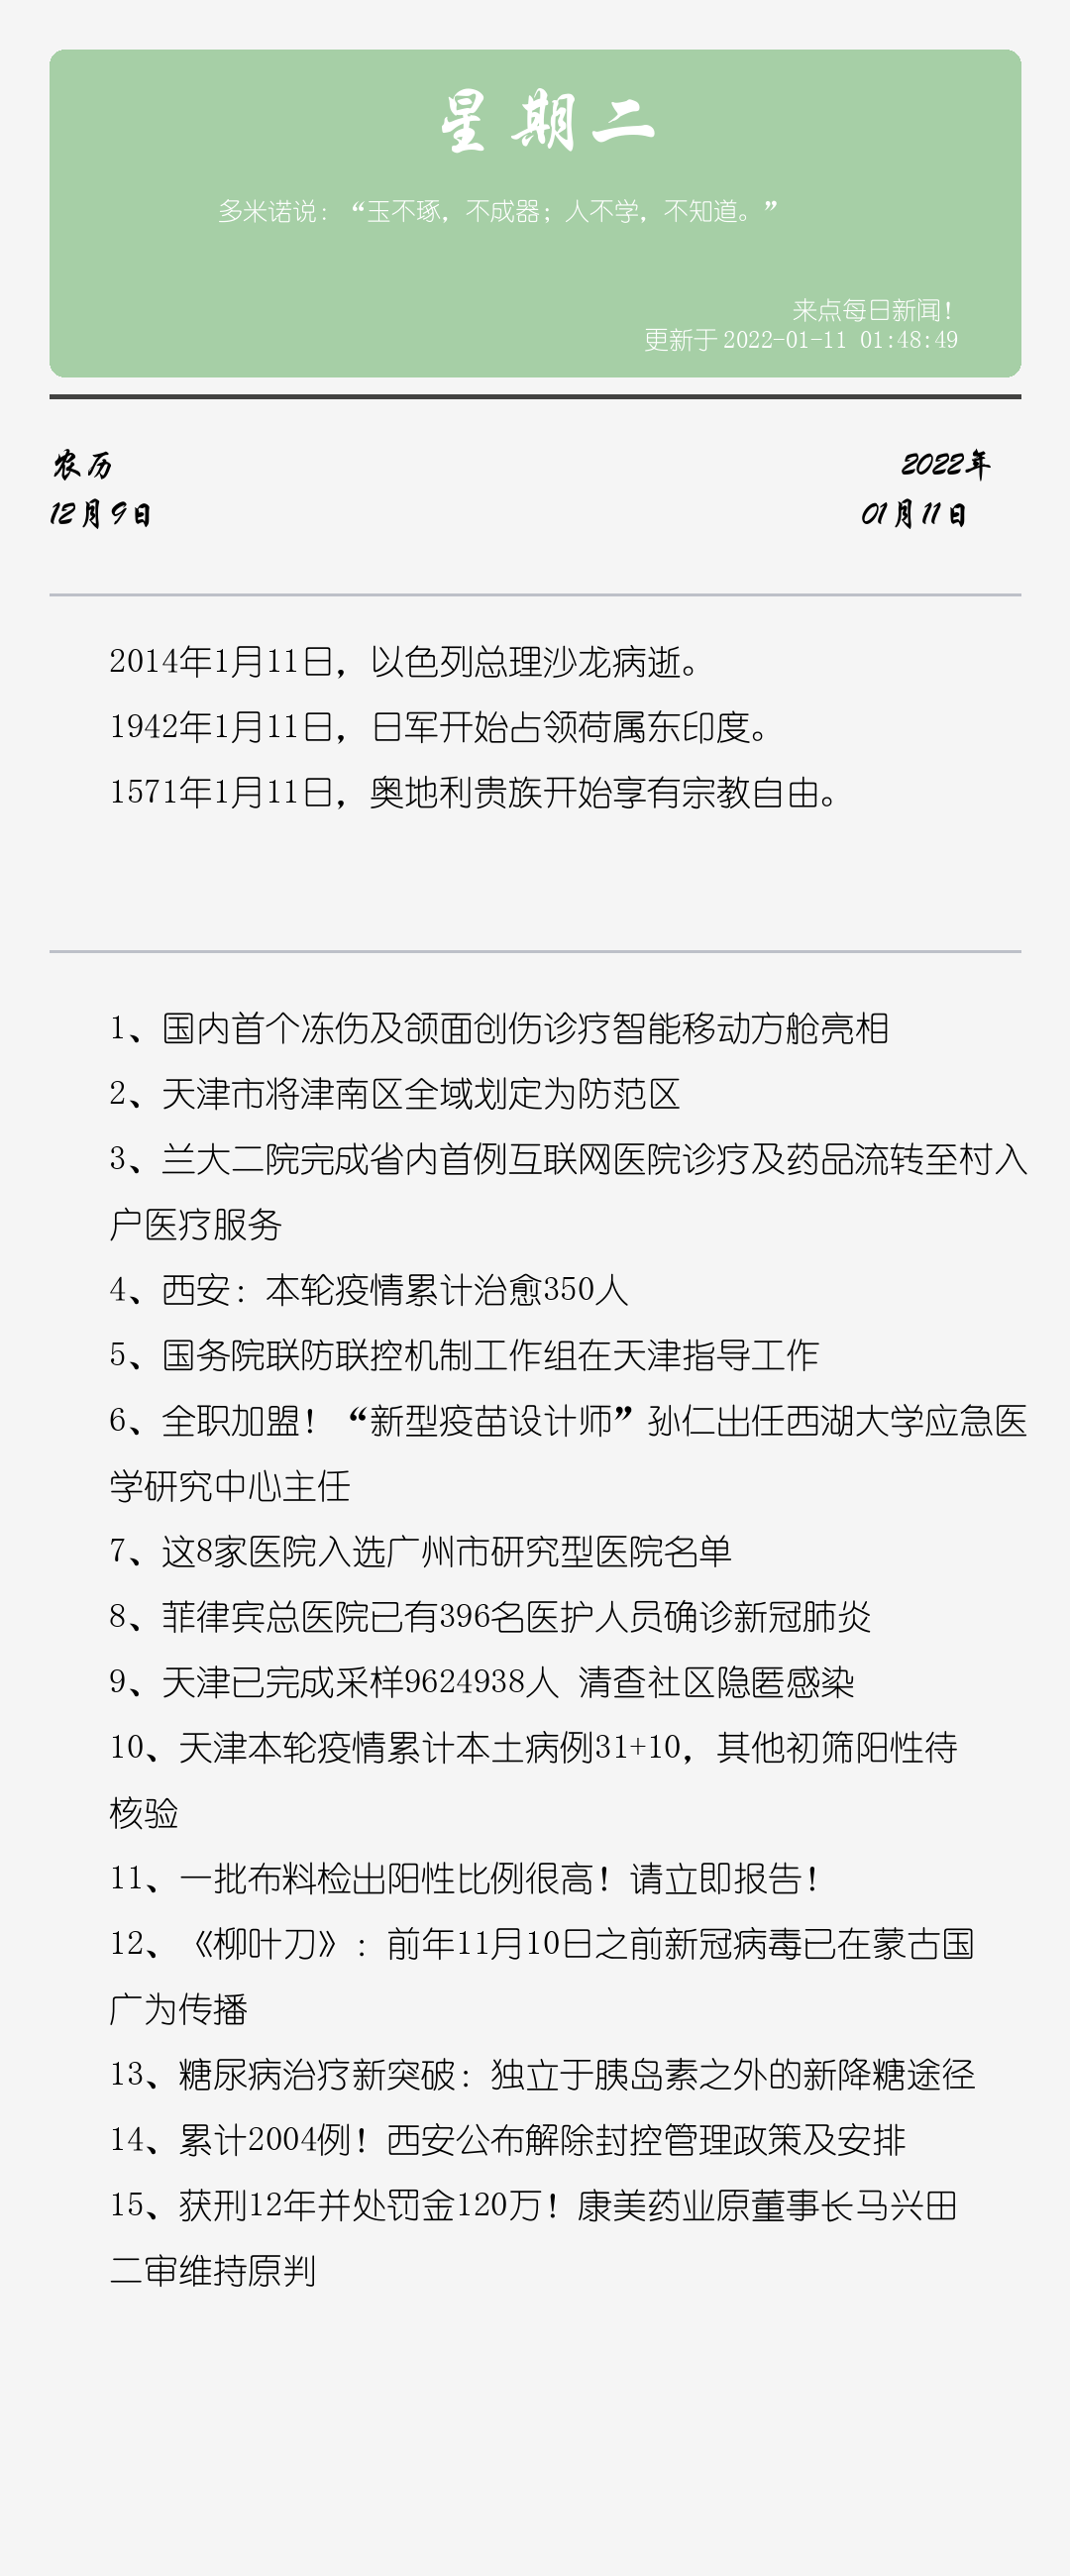 星期二
多米诺说：“玉不琢，不成器；人不学，不知道。”
来点每日新闻！
更新于 2022-01-11 01:48:49
农历
2022年
12月9日
01月11日
2014年1月11日，以色列总理沙龙病逝。
1942年1月11日，日军开始占领荷属东印度。
1571年1月11日，奥地利贵族开始享有宗教自由。
1、国内首个冻伤及颌面创伤诊疗智能移动方舱亮相
2、天津市将津南区全域划定为防范区
3、兰大二院完成省内首例互联网医院诊疗及药品流转至村入
户医疗服务
4、西安：本轮疫情累计治愈350人
5、国务院联防联控机制工作组在天津指导工作
6、全职加盟！“新型疫苗设计师”孙仁出任西湖大学应急医
学研究中心主任
7、这8家医院入选广州市研究型医院名单
8、菲律宾总医院已有396名医护人员确诊新冠肺炎
9、天津已完成采样9624938人 清查社区隐匿感染
10、天津本轮疫情累计本土病例31+10，其他初筛阳性待
核验
11、一批布料检出阳性比例很高！请立即报告！
12、《柳叶刀》：前年11月10日之前新冠病毒已在蒙古国
广为传播
13、糖尿病治疗新突破：独立于胰岛素之外的新降糖途径
14、累计2004例！西安公布解除封控管理政策及安排
15、获刑12年并处罚金120万！康美药业原董事长马兴田
二审维持原判